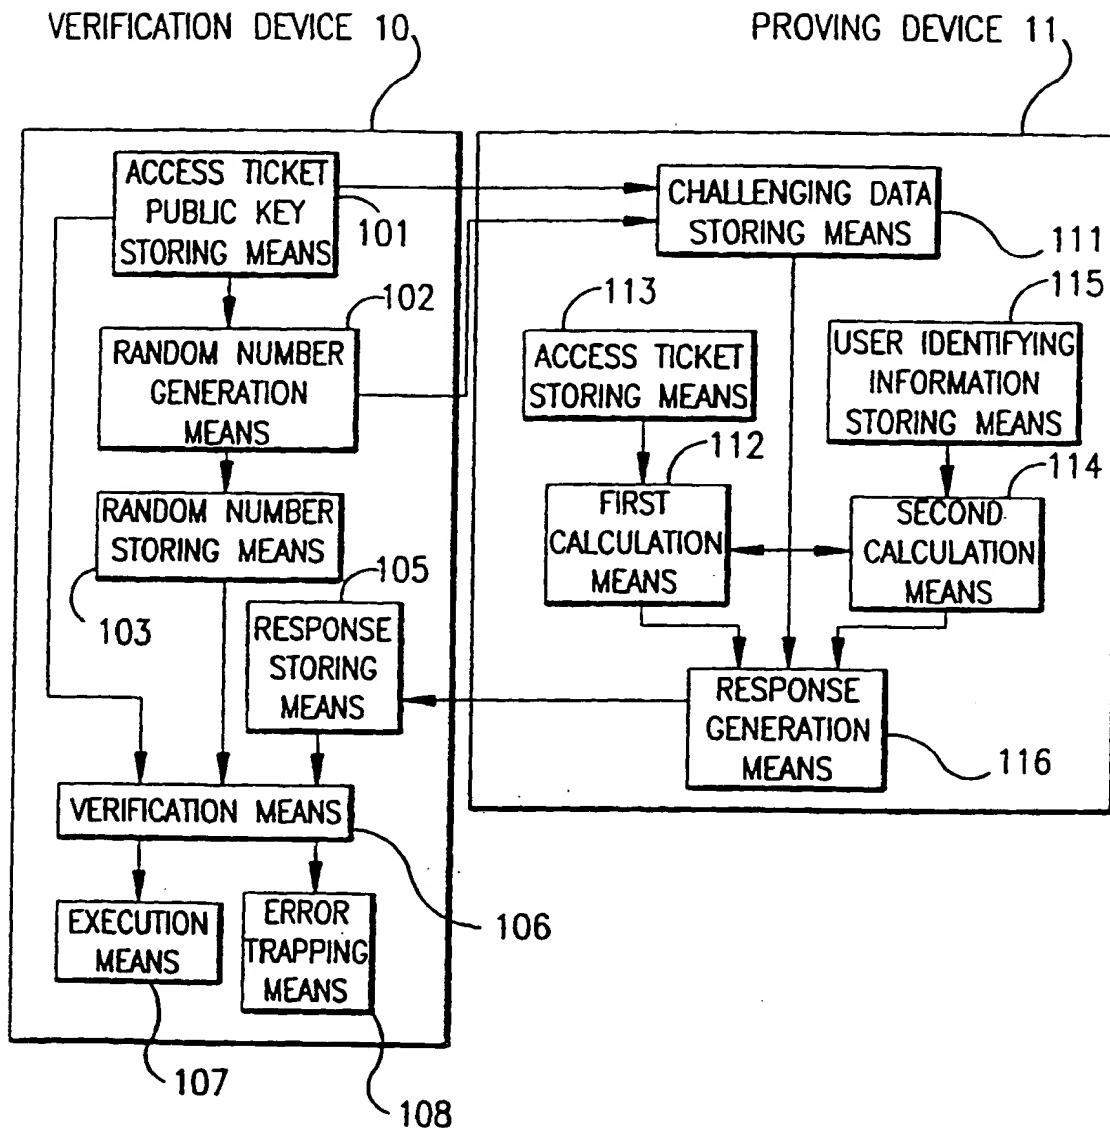 VERIFICATION DEVICE 10
PROVING DEVICE 11
ACCESS TICKET
PUBLIC KEY
STORING MEANS
101
102
RANDOM NUMBER
GENERATION
MEANS
RANDOM NUMBER
STORING MEANS
103
105
RESPONSE
STORING
MEANS
VERIFICATION MEANS
106
EXECUTION
MEANS
107
ERROR
TRAPPING
MEANS
108
CHALLENGING DATA
STORING MEANS
111
113
ACCESS TICKET
STORING MEANS
115
USER IDENTIFYING
INFORMATION
STORING MEANS
112
FIRST
CALCULATION
MEANS
114
SECOND
CALCULATION
MEANS
RESPONSE
GENERATION
MEANS
116